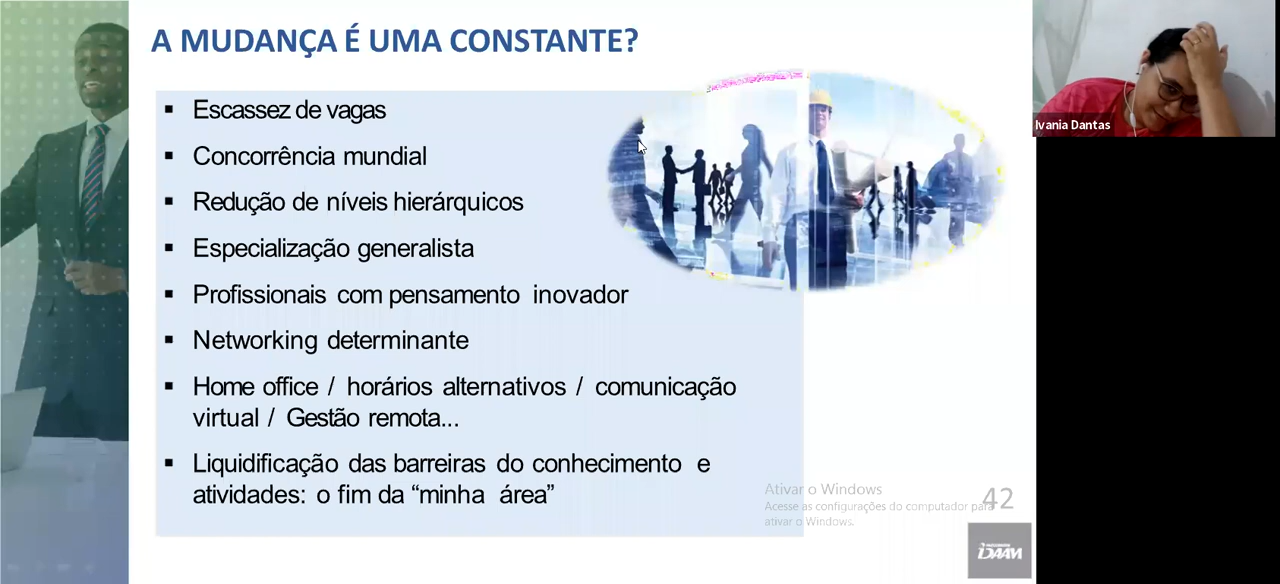 A MUDANÇA É UMA CONSTANTE?
▪ Escassez de vagas
▪ Concorrência mundial
▪ Redução de níveis hierárquicos
▪ Especialização generalista
▪ Profissionais com pensamento inovador
▪ Networking determinante
▪ Home office / horários alternativos / comunicação
virtual / Gestão remota...
▪ Liquidificação das barreiras do conhecimento e
atividades: o fim da “minha área”
Ivania Dantas
Ativar o Windows
Acesse as configurações do computador para
ativar o Windows.
42
IDAAM